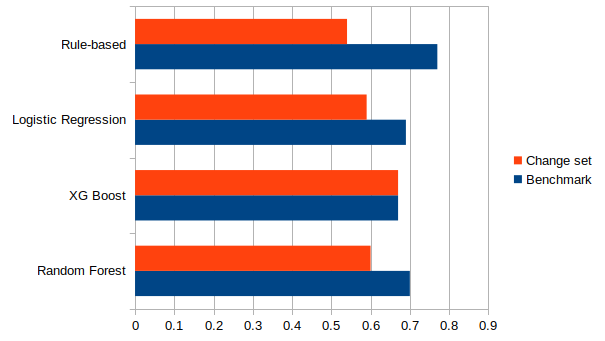 Rule-based
Logistic Regression
XG Boost
Random Forest
0 0.1 0.2 0.3 0.4 0.5 0.6 0.7 0.8 0.9
Change set
Benchmark